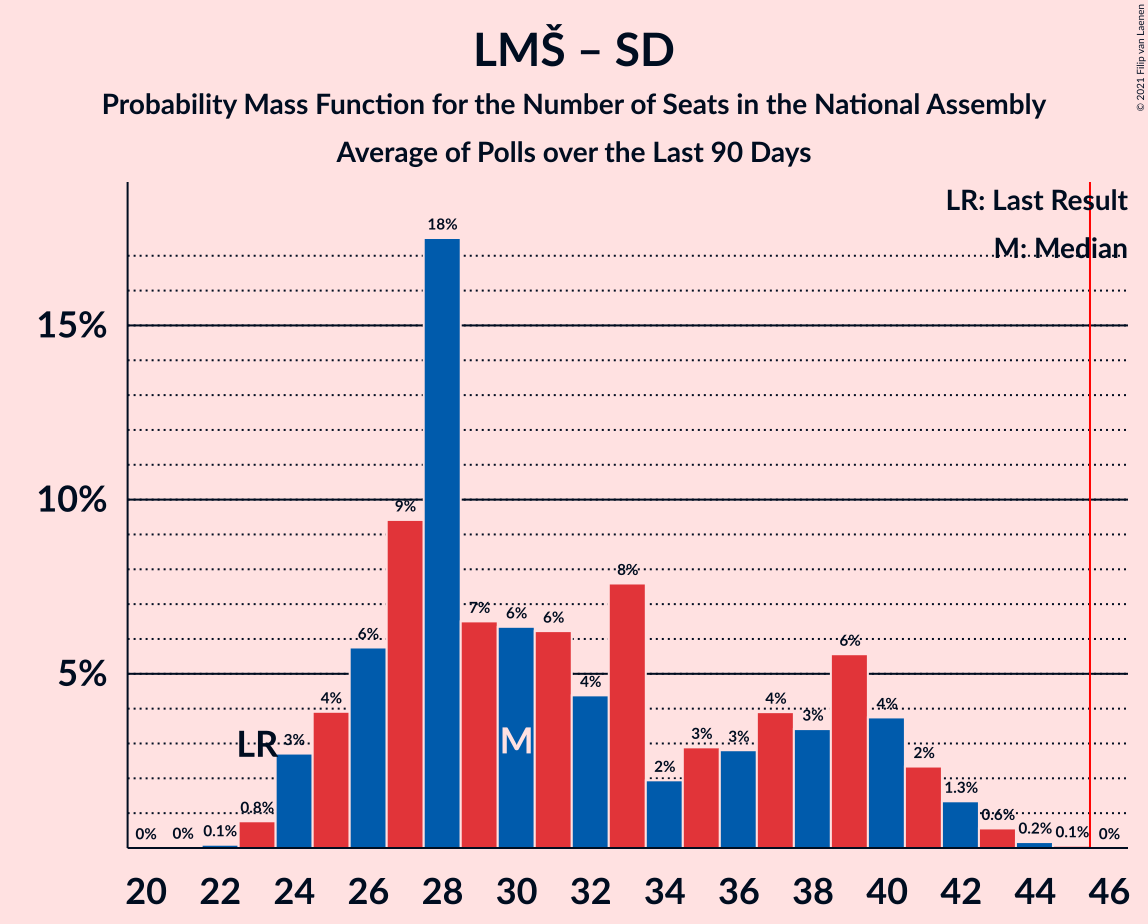 LMŠ – SD
Probability Mass Function for the Number of Seats in the National Assembly
Average of Polls over the Last 90 Days
© 2021 Filip van Laenen
LR: Last Result
M: Median
15%
10%
5%
0% 0% 0.1% 0.8% 3% 4% 6% 9% 18% 7% 6% 6% 4% 8% 2% 3% 3% 4% 3% 6% 4% 2% 1.3% 0.6% 0.2% 0.1% 0%
LR
M
20 22 24 26 28 30 32 34 36 38 40 42 44 46